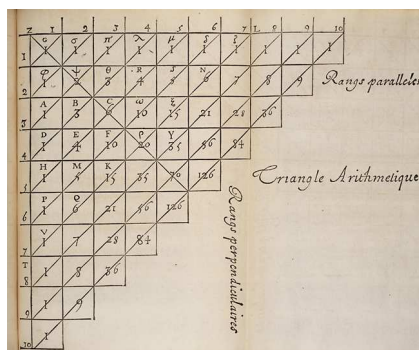 Z 1 2 3 4 5 6 7 L 8 9 10
G σ π λ μ δ ζ
1 1 1 1 1 1 1 1 1 1 1
φ ψ θ R S N
2 1 2 3 4 5 6 7 8 9
Rangs paralleles
A B C ω ξ
3 1 3 6 10 15 21 28 36
D E F ρ Y
4 1 4 10 20 35 56 84
H M K
5 1 5 15 35 70 126
Triangle Arithmetique
P Q
6 1 6 21 56 126
V
7 1 7 28 84
T
8 1 8 36
9 1 9
10 1
Rangs perpendiculaires